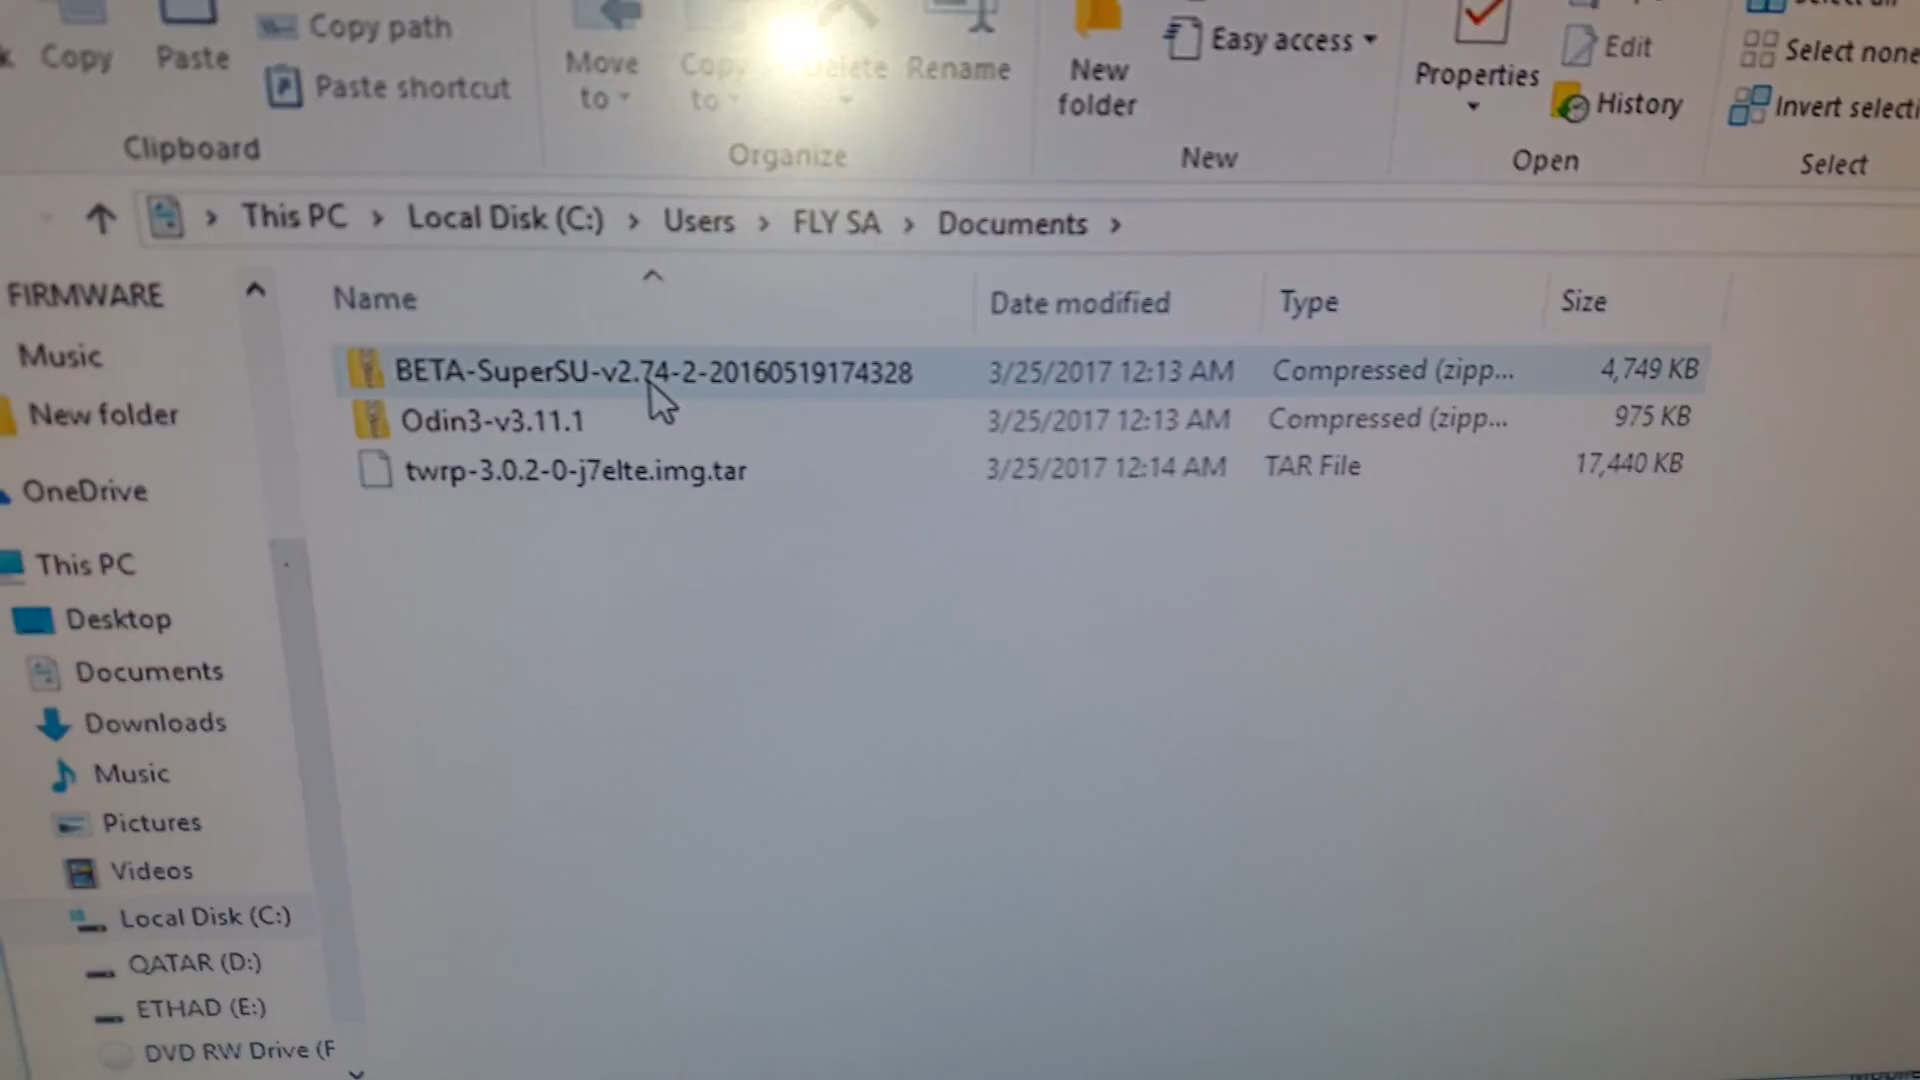 Copy
Paste
Copy path
Paste shortcut
Clipboard
Move to
Copy to
Delete
Rename
Organize
New folder
Easy access
New
Properties
Edit
History
Open
Select none
Invert selecti
Select
This PC > Local Disk (C:) > Users > FLY SA > Documents >
FIRMWARE
Music
New folder
OneDrive
This PC
Desktop
Documents
Downloads
Music
Pictures
Videos
Local Disk (C:)
QATAR (D:)
ETHAD (E:)
DVD RW Drive (F
Name Date modified Type Size
BETA-SuperSU-v2.74-2-20160519174328 3/25/2017 12:13 AM Compressed (zipp... 4,749 KB
Odin3-v3.11.1 3/25/2017 12:13 AM Compressed (zipp... 975 KB
twrp-3.0.2-0-j7elte.img.tar 3/25/2017 12:14 AM TAR File 17,440 KB